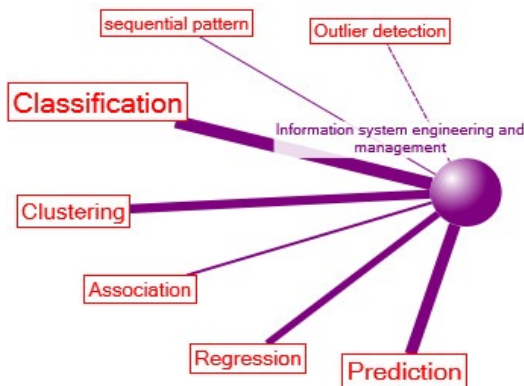 sequential pattern
Outlier detection
Classification
Information system engineering and
management
Clustering
Association
Regression
Prediction